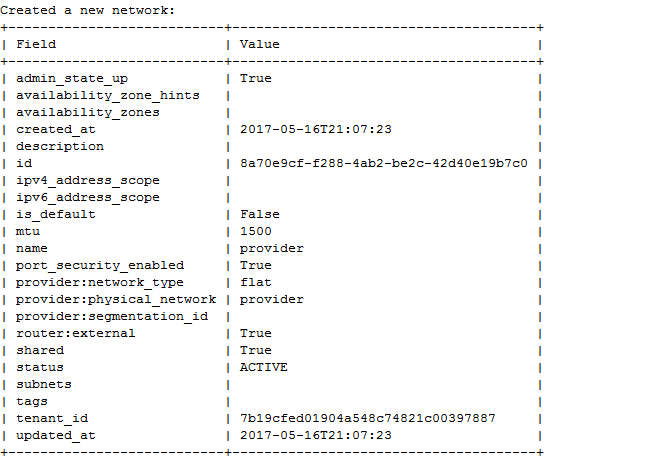 Created a new network:
+---------------------------+--------------------------------------+
| Field                     | Value                                |
+---------------------------+--------------------------------------+
| admin_state_up            | True                                 |
| availability_zone_hints   |                                      |
| availability_zones        |                                      |
| created_at                | 2017-05-16T21:07:23                  |
| description               |                                      |
| id                        | 8a70e9cf-f288-4ab2-be2c-42d40e19b7c0 |
| ipv4_address_scope        |                                      |
| ipv6_address_scope        |                                      |
| is_default                | False                                |
| mtu                       | 1500                                 |
| name                      | provider                             |
| port_security_enabled     | True                                 |
| provider:network_type     | flat                                 |
| provider:physical_network | provider                             |
| provider:segmentation_id  |                                      |
| router:external           | True                                 |
| shared                    | True                                 |
| status                    | ACTIVE                               |
| subnets                   |                                      |
| tags                      |                                      |
| tenant_id                 | 7b19cfed01904a548c74821c00397887     |
| updated_at                | 2017-05-16T21:07:23                  |
+---------------------------+--------------------------------------+